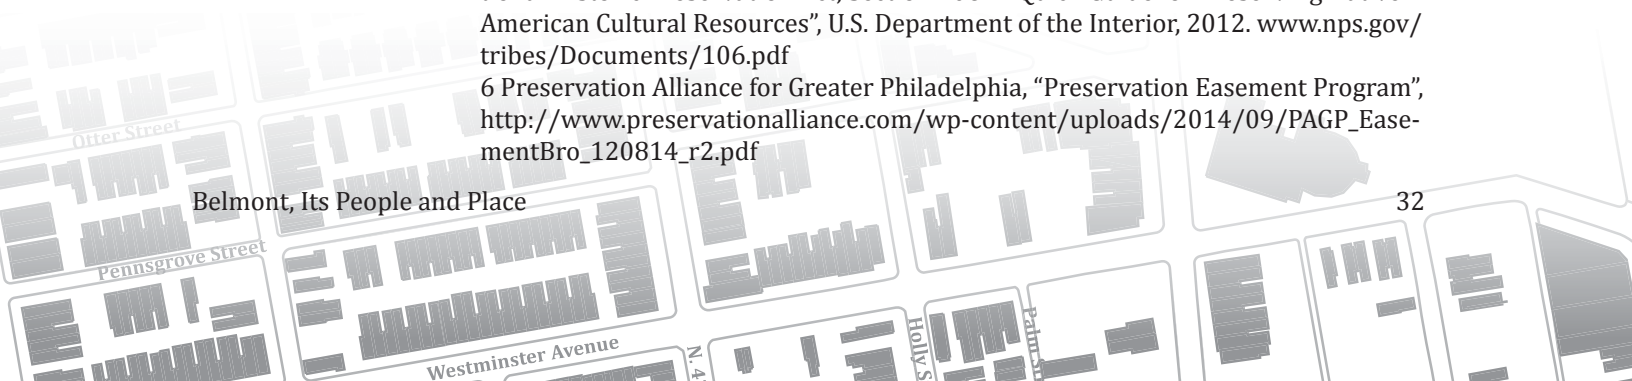 American Cultural Resources”, U.S. Department of the Interior, 2012. www.nps.gov/
tribes/Documents/106.pdf
6 Preservation Alliance for Greater Philadelphia, “Preservation Easement Program”,
http://www.preservationalliance.com/wp-content/uploads/2014/09/PAGP_Ease-
mentBro_120814_r2.pdf
Otter Street
Belmont, Its People and Place 32
Pennsgrove Street
Westminster Avenue
N. 4
Holly S
Palm